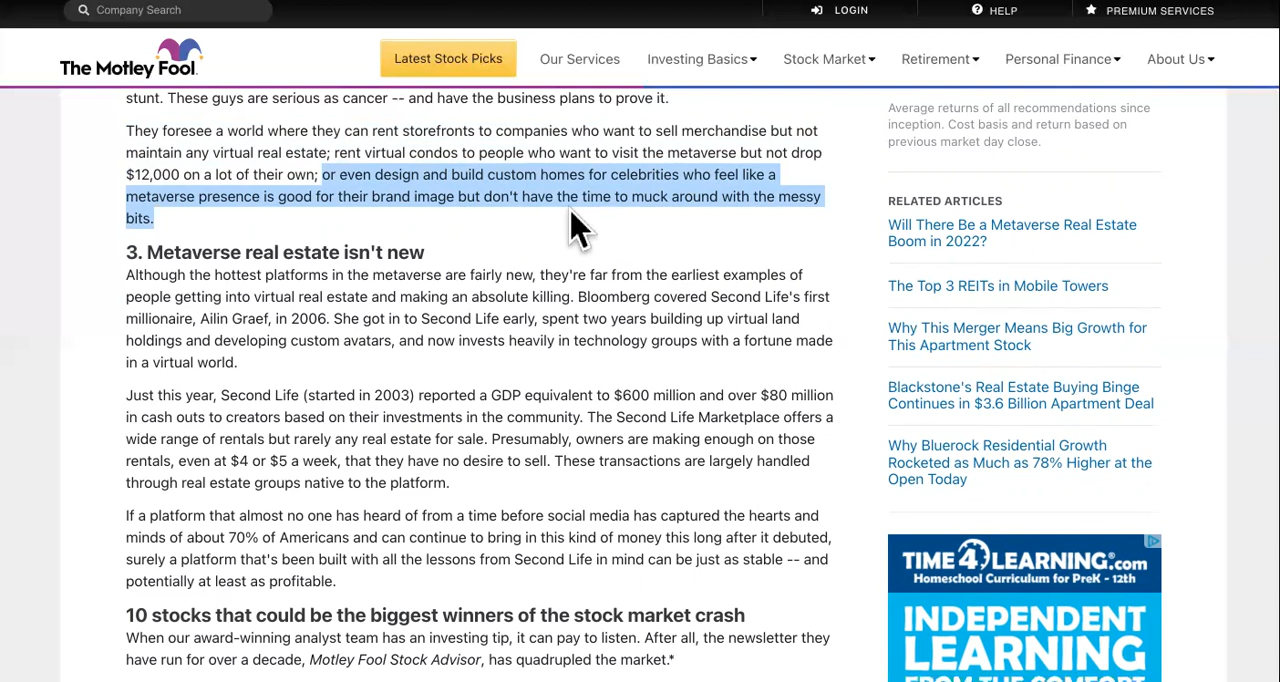 Company Search
LOGIN
HELP
PREMIUM SERVICES
The Motley Fool.
Latest Stock Picks
Our Services
Investing Basics
Stock Market
Retirement
Personal Finance
About Us
stunt. These guys are serious as cancer -- and have the business plans to prove it.
They foresee a world where they can rent storefronts to companies who want to sell merchandise but not
maintain any virtual real estate; rent virtual condos to people who want to visit the metaverse but not drop
$12,000 on a lot of their own; or even design and build custom homes for celebrities who feel like a
metaverse presence is good for their brand image but don't have the time to muck around with the messy
bits.
3. Metaverse real estate isn't new
Although the hottest platforms in the metaverse are fairly new, they're far from the earliest examples of
people getting into virtual real estate and making an absolute killing. Bloomberg covered Second Life's first
millionaire, Ailin Graef, in 2006. She got in to Second Life early, spent two years building up virtual land
holdings and developing custom avatars, and now invests heavily in technology groups with a fortune made
in a virtual world.
Just this year, Second Life (started in 2003) reported a GDP equivalent to $600 million and over $80 million
in cash outs to creators based on their investments in the community. The Second Life Marketplace offers a
wide range of rentals but rarely any real estate for sale. Presumably, owners are making enough on those
rentals, even at $4 or $5 a week, that they have no desire to sell. These transactions are largely handled
through real estate groups native to the platform.
If a platform that almost no one has heard of from a time before social media has captured the hearts and
minds of about 70% of Americans and can continue to bring in this kind of money this long after it debuted,
surely a platform that's been built with all the lessons from Second Life in mind can be just as stable -- and
potentially at least as profitable.
10 stocks that could be the biggest winners of the stock market crash
When our award-winning analyst team has an investing tip, it can pay to listen. After all, the newsletter they
have run for over a decade, Motley Fool Stock Advisor, has quadrupled the market.*
Average returns of all recommendations since
inception. Cost basis and return based on
previous market day close.
RELATED ARTICLES
Will There Be a Metaverse Real Estate
Boom in 2022?
The Top 3 REITs in Mobile Towers
Why This Merger Means Big Growth for
This Apartment Stock
Blackstone's Real Estate Buying Binge
Continues in $3.6 Billion Apartment Deal
Why Bluerock Residential Growth
Rocketed as Much as 78% Higher at the
Open Today
TIME4LEARNING.com
Homeschool Curriculum for PreK - 12th
INDEPENDENT
LEARNING
FROM THE COMFORT